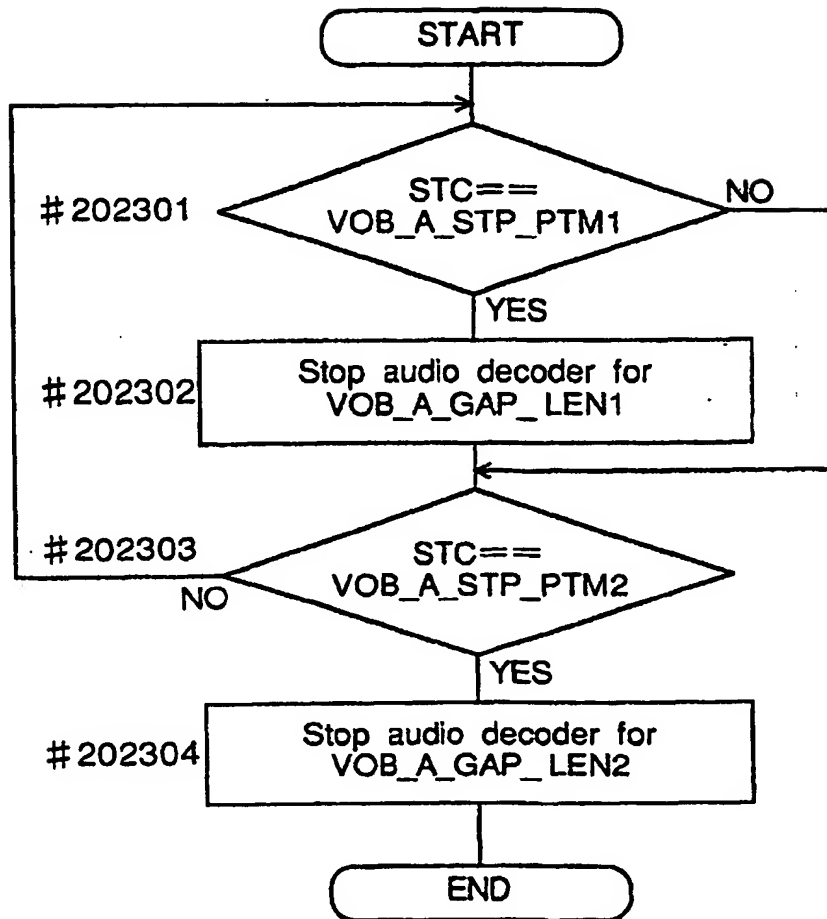 START
#202301
STC==
VOB_A_STP_PTM1
NO
YES
#202302
Stop audio decoder for
VOB_A_GAP_LEN1
#202303
STC==
VOB_A_STP_PTM2
NO
YES
#202304
Stop audio decoder for
VOB_A_GAP_LEN2
END